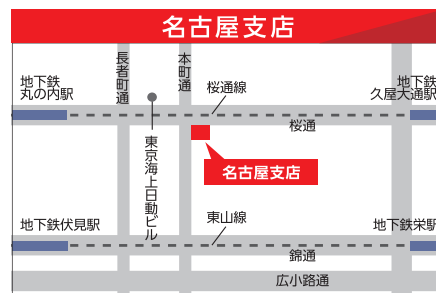 名古屋支店
長者町通
本町通
地下鉄
丸の内駅
桜通線
地下鉄
久屋大通駅
桜通
東京海上日動ビル
名古屋支店
地下鉄伏見駅
東山線
地下鉄栄駅
錦通
広小路通